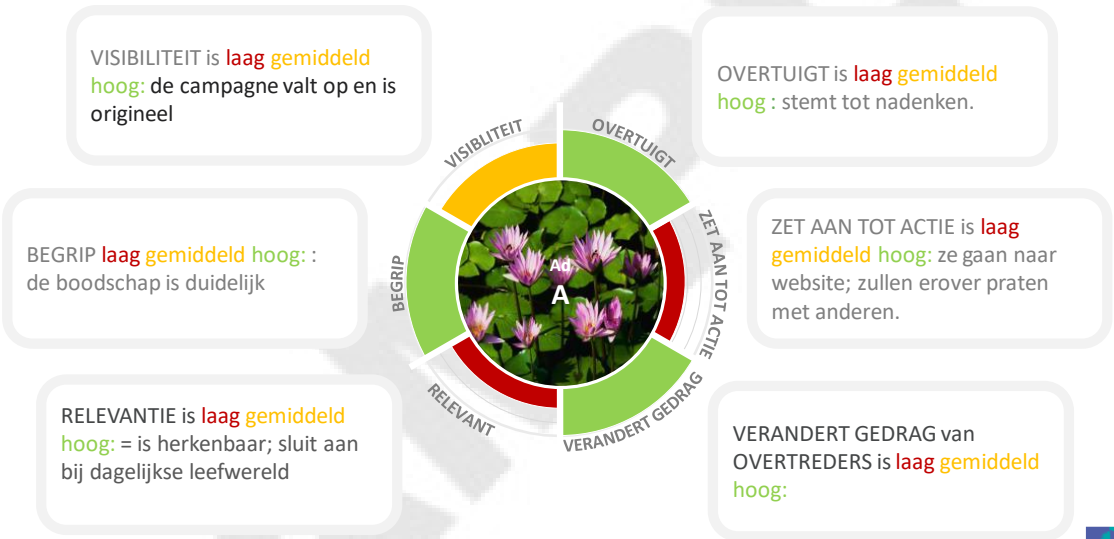 VISIBILITEIT is laag gemiddeld
hoog: de campagne valt op en is
origineel
OVERTUIGT is laag gemiddeld
hoog : stemt tot nadenken.
BEGRIP laag gemiddeld hoog: :
de boodschap is duidelijk
ZET AAN TOT ACTIE is laag
gemiddeld hoog: ze gaan naar
website; zullen erover praten
met anderen.
RELEVANTIE is laag gemiddeld
hoog: = is herkenbaar; sluit aan
bij dagelijkse leefwereld
VERANDERT GEDRAG van
OVERTREDERS is laag gemiddeld
hoog:
VISIBLITEIT
OVERTUIGT
ZET AAN TOT ACTIE
VERANDERT GEDRAG
RELEVANT
BEGRIP
Ad
A